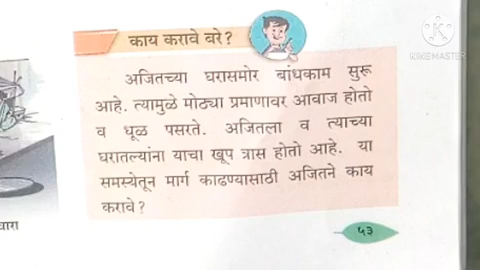 काय करावे बरे?
अजितच्या घरासमोर बांधकाम सुरू
आहे. त्यामुळे मोठ्या प्रमाणावर आवाज होतो
व धूळ पसरते. अजितला व त्याच्या
घरातल्यांना याचा खूप त्रास होतो आहे. या
समस्येतून मार्ग काढण्यासाठी अजितने काय
करावे?
५३
KINEMASTER